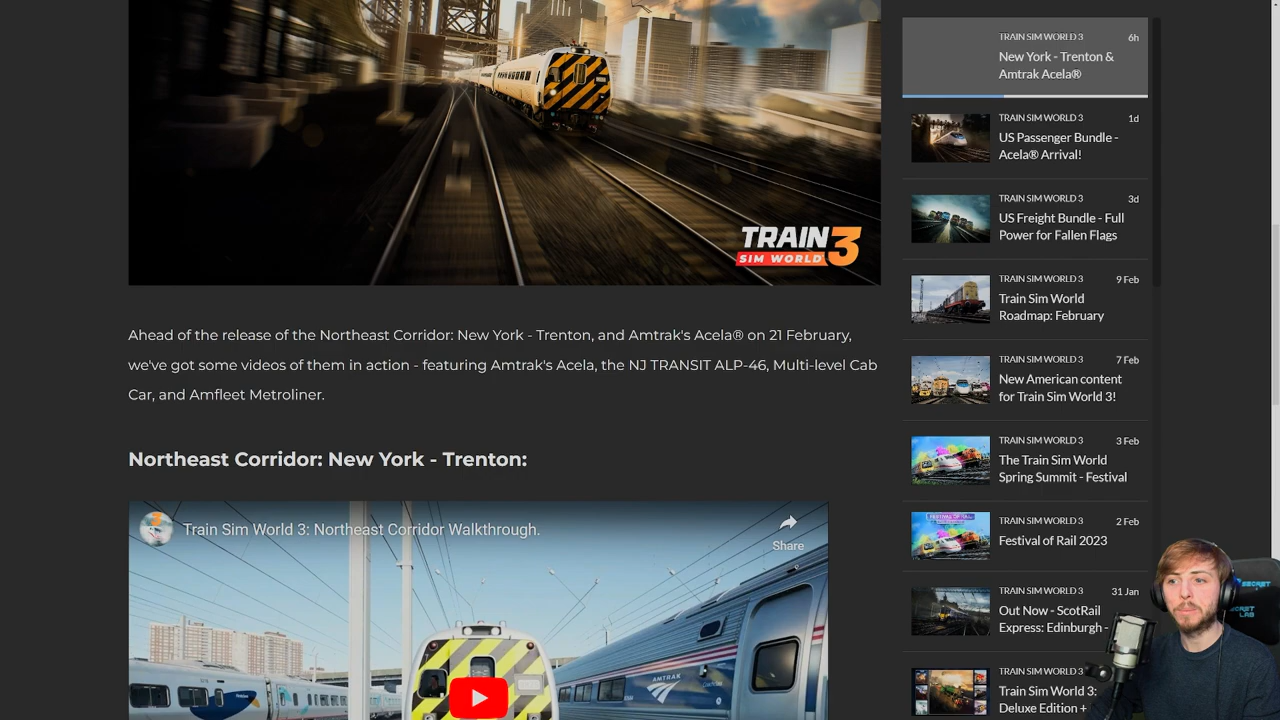 TRAIN 3
SIM WORLD
Ahead of the release of the Northeast Corridor: New York - Trenton, and Amtrak's Acela® on 21 February,
we've got some videos of them in action - featuring Amtrak's Acela, the NJ TRANSIT ALP-46, Multi-level Cab
Car, and Amfleet Metroliner.
Northeast Corridor: New York - Trenton:
Train Sim World 3: Northeast Corridor Walkthrough.
Share
AMTRAK
TRAIN SIM WORLD 3 6h
New York - Trenton &
Amtrak Acela®
TRAIN SIM WORLD 3 1d
US Passenger Bundle -
Acela® Arrival!
TRAIN SIM WORLD 3 3d
US Freight Bundle - Full
Power for Fallen Flags
TRAIN SIM WORLD 3 9 Feb
Train Sim World
Roadmap: February
TRAIN SIM WORLD 3 7 Feb
New American content
for Train Sim World 3!
TRAIN SIM WORLD 3 3 Feb
The Train Sim World
Spring Summit - Festival
TRAIN SIM WORLD 3 2 Feb
Festival of Rail 2023
FESTIVAL OF RAIL
TRAIN SIM WORLD 3 31 Jan
Out Now - ScotRail
Express: Edinburgh -
TRAIN SIM WORLD 3
Train Sim World 3:
Deluxe Edition +
SECRET
LAB